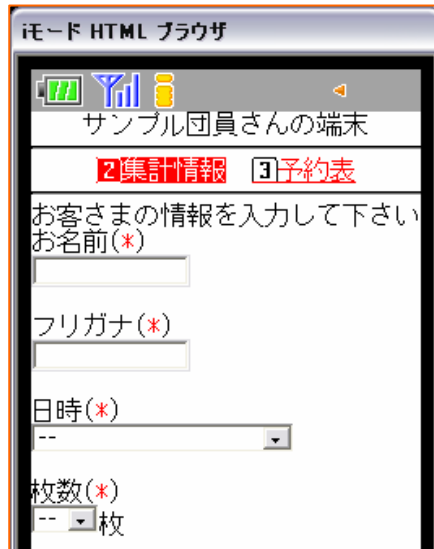 iモード HTML ブラウザ
サンプル団員さんの端末
2集計情報 3予約表
お客さまの情報を入力して下さい
お名前(*)
フリガナ(*)
日時(*)
--
枚数(*)
-- 枚